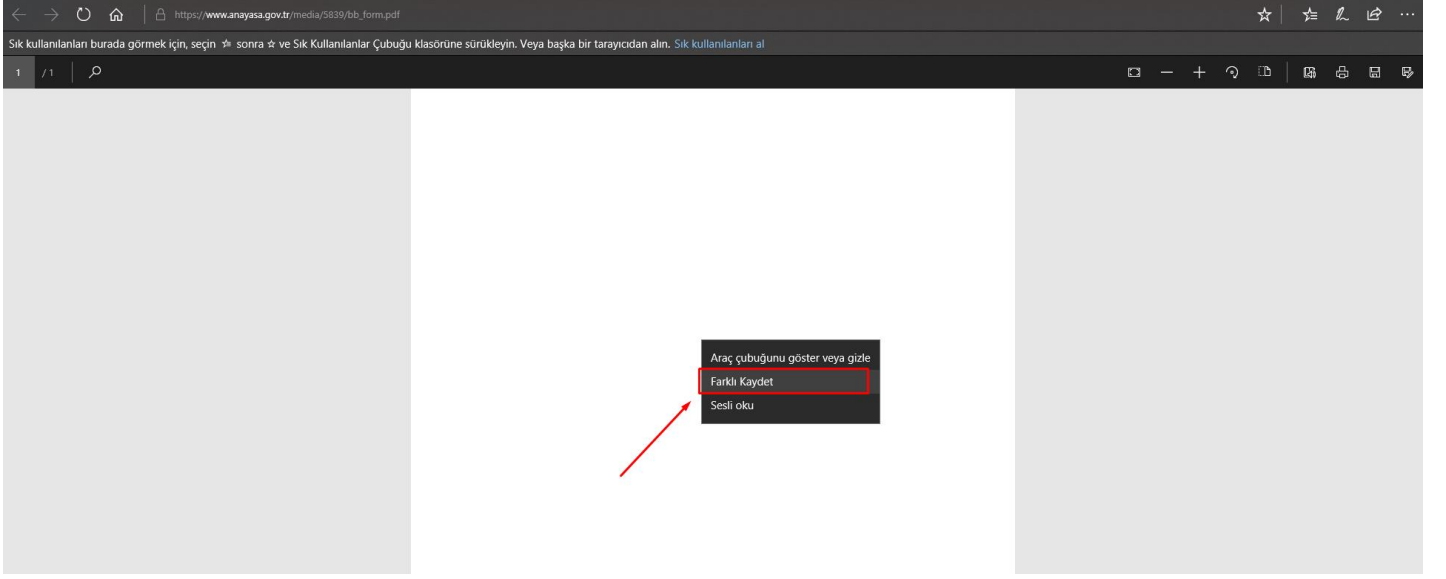 https://www.anayasa.gov.tr/media/5839/bb_form.pdf
Sık kullanılanları burada görmek için, seçin sonra ve Sık Kullanılanlar Çubuğu klasörüne sürükleyin. Veya başka bir tarayıcıdan alın. Sık kullanılanları al
1 / 1
Araç çubuğunu göster veya gizle
Farklı Kaydet
Sesli oku